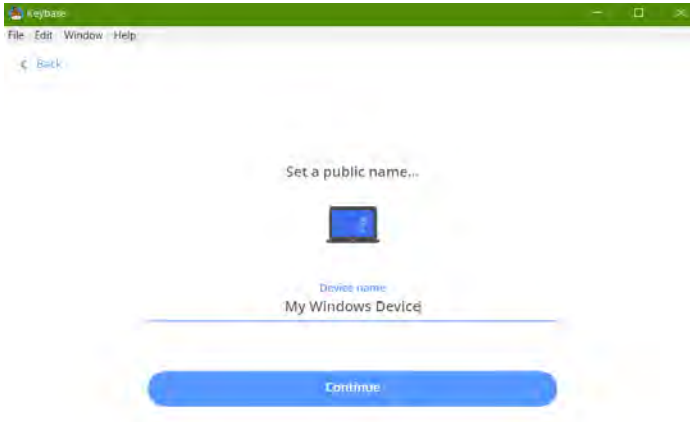 Keybase
File Edit Window Help
Back
Set a public name...
Device name
My Windows Device
Continue